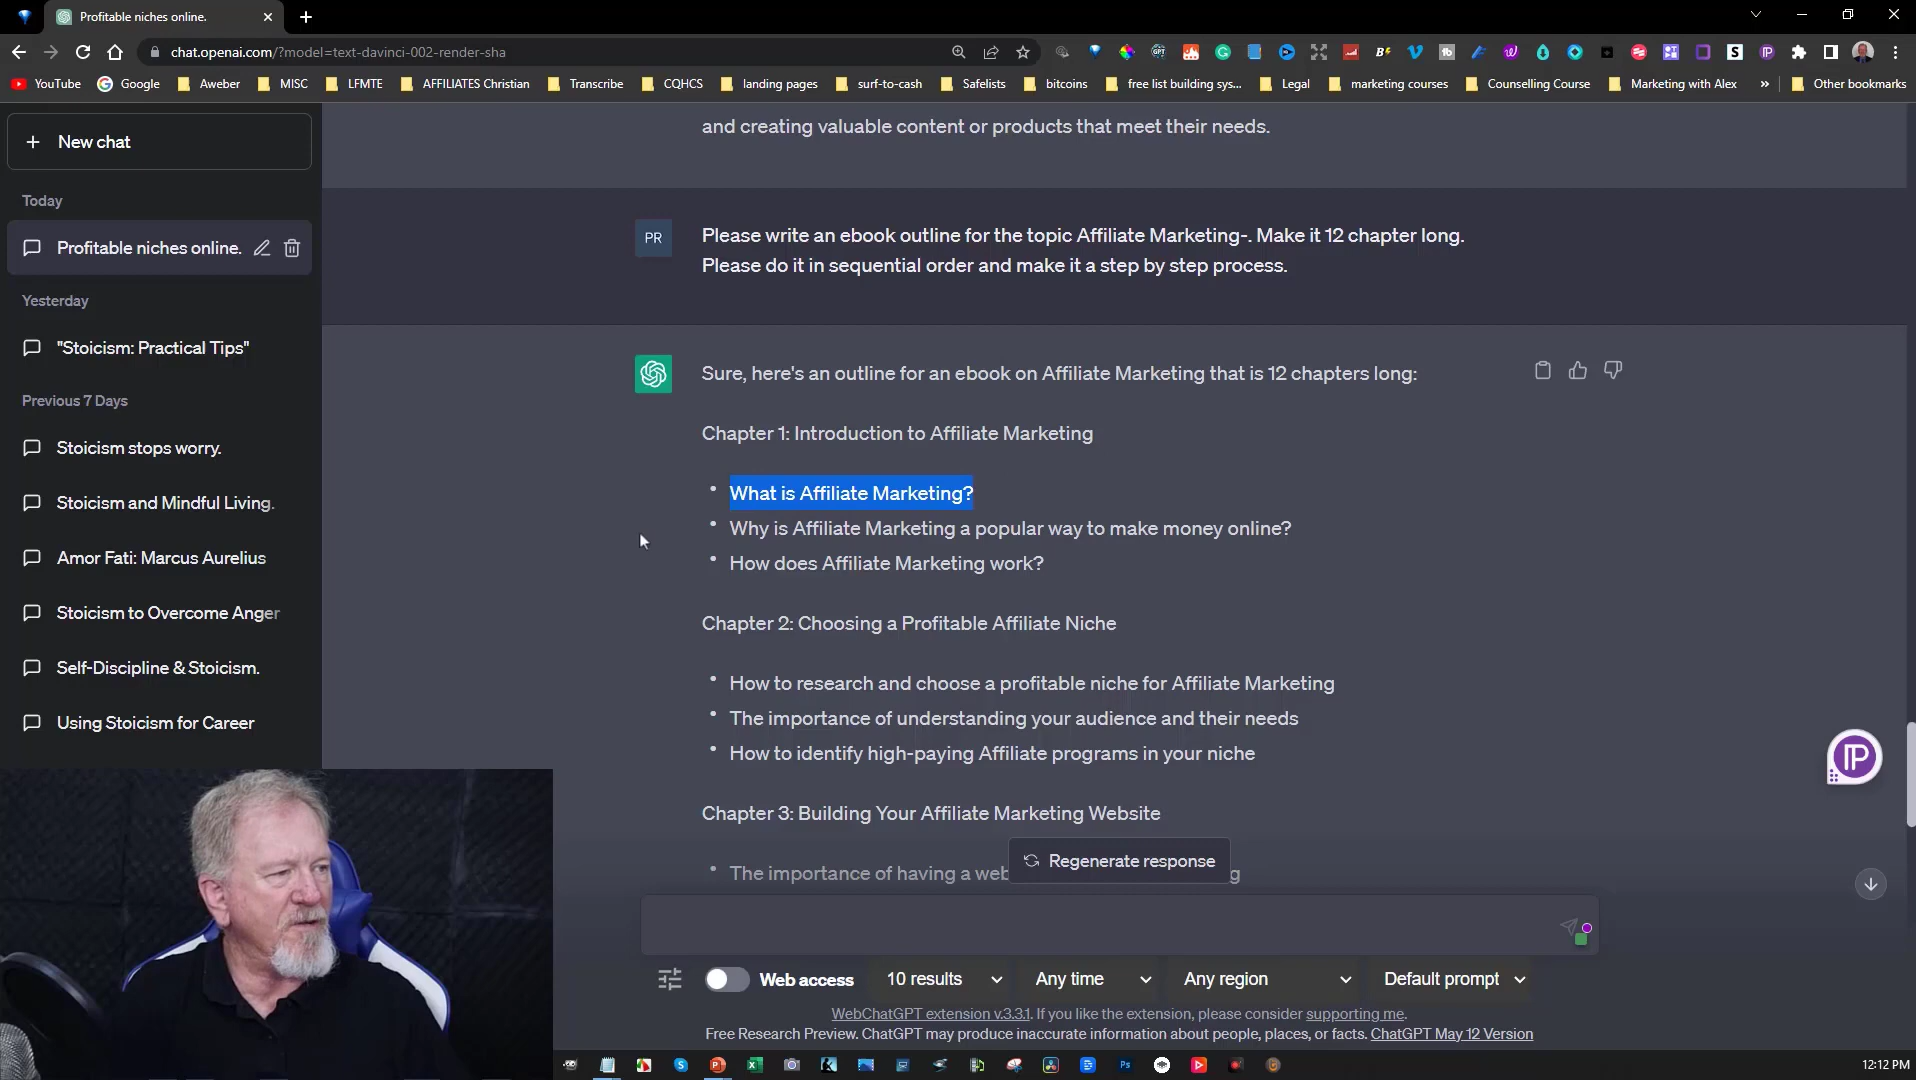 Profitable niches online.
chat.openai.com/?model=text-davinci-002-render-sha
YouTube Google Aweber MISC LFMTE AFFILIATES Christian Transcribe CQHCS landing pages surf-to-cash Safelists bitcoins free list building sys... Legal marketing courses Counselling Course Marketing with Alex » Other bookmarks
+ New chat
Today
Profitable niches online.
Yesterday
"Stoicism: Practical Tips"
Previous 7 Days
Stoicism stops worry.
Stoicism and Mindful Living.
Amor Fati: Marcus Aurelius
Stoicism to Overcome Anger
Self-Discipline & Stoicism.
Using Stoicism for Career
and creating valuable content or products that meet their needs.
PR
Please write an ebook outline for the topic Affiliate Marketing-. Make it 12 chapter long.
Please do it in sequential order and make it a step by step process.
Sure, here's an outline for an ebook on Affiliate Marketing that is 12 chapters long:
Chapter 1: Introduction to Affiliate Marketing
• What is Affiliate Marketing?
• Why is Affiliate Marketing a popular way to make money online?
• How does Affiliate Marketing work?
Chapter 2: Choosing a Profitable Affiliate Niche
• How to research and choose a profitable niche for Affiliate Marketing
• The importance of understanding your audience and their needs
• How to identify high-paying Affiliate programs in your niche
Chapter 3: Building Your Affiliate Marketing Website
• The importance of having a web
Regenerate response
IP
Web access 10 results Any time Any region Default prompt
WebChatGPT extension v.3.3.1. If you like the extension, please consider supporting me.
Free Research Preview. ChatGPT may produce inaccurate information about people, places, or facts. ChatGPT May 12 Version
12:12 PM